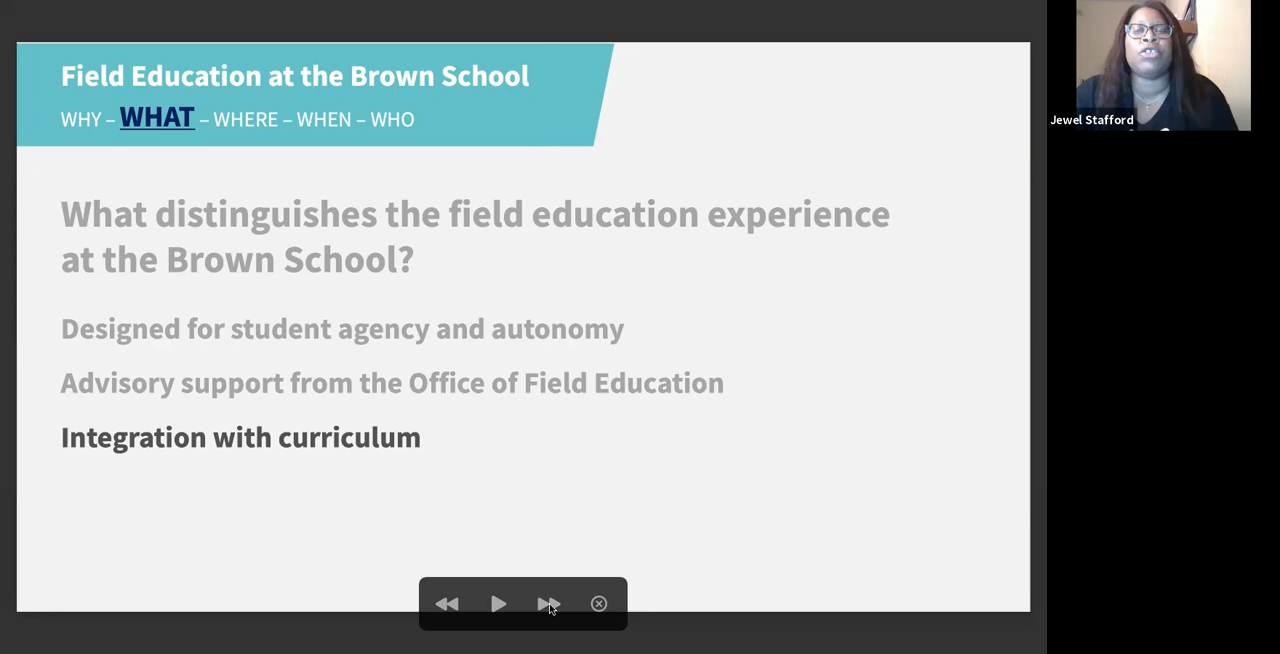 Field Education at the Brown School
WHY – WHAT – WHERE – WHEN – WHO
What distinguishes the field education experience
at the Brown School?
Designed for student agency and autonomy
Advisory support from the Office of Field Education
Integration with curriculum
Jewel Stafford